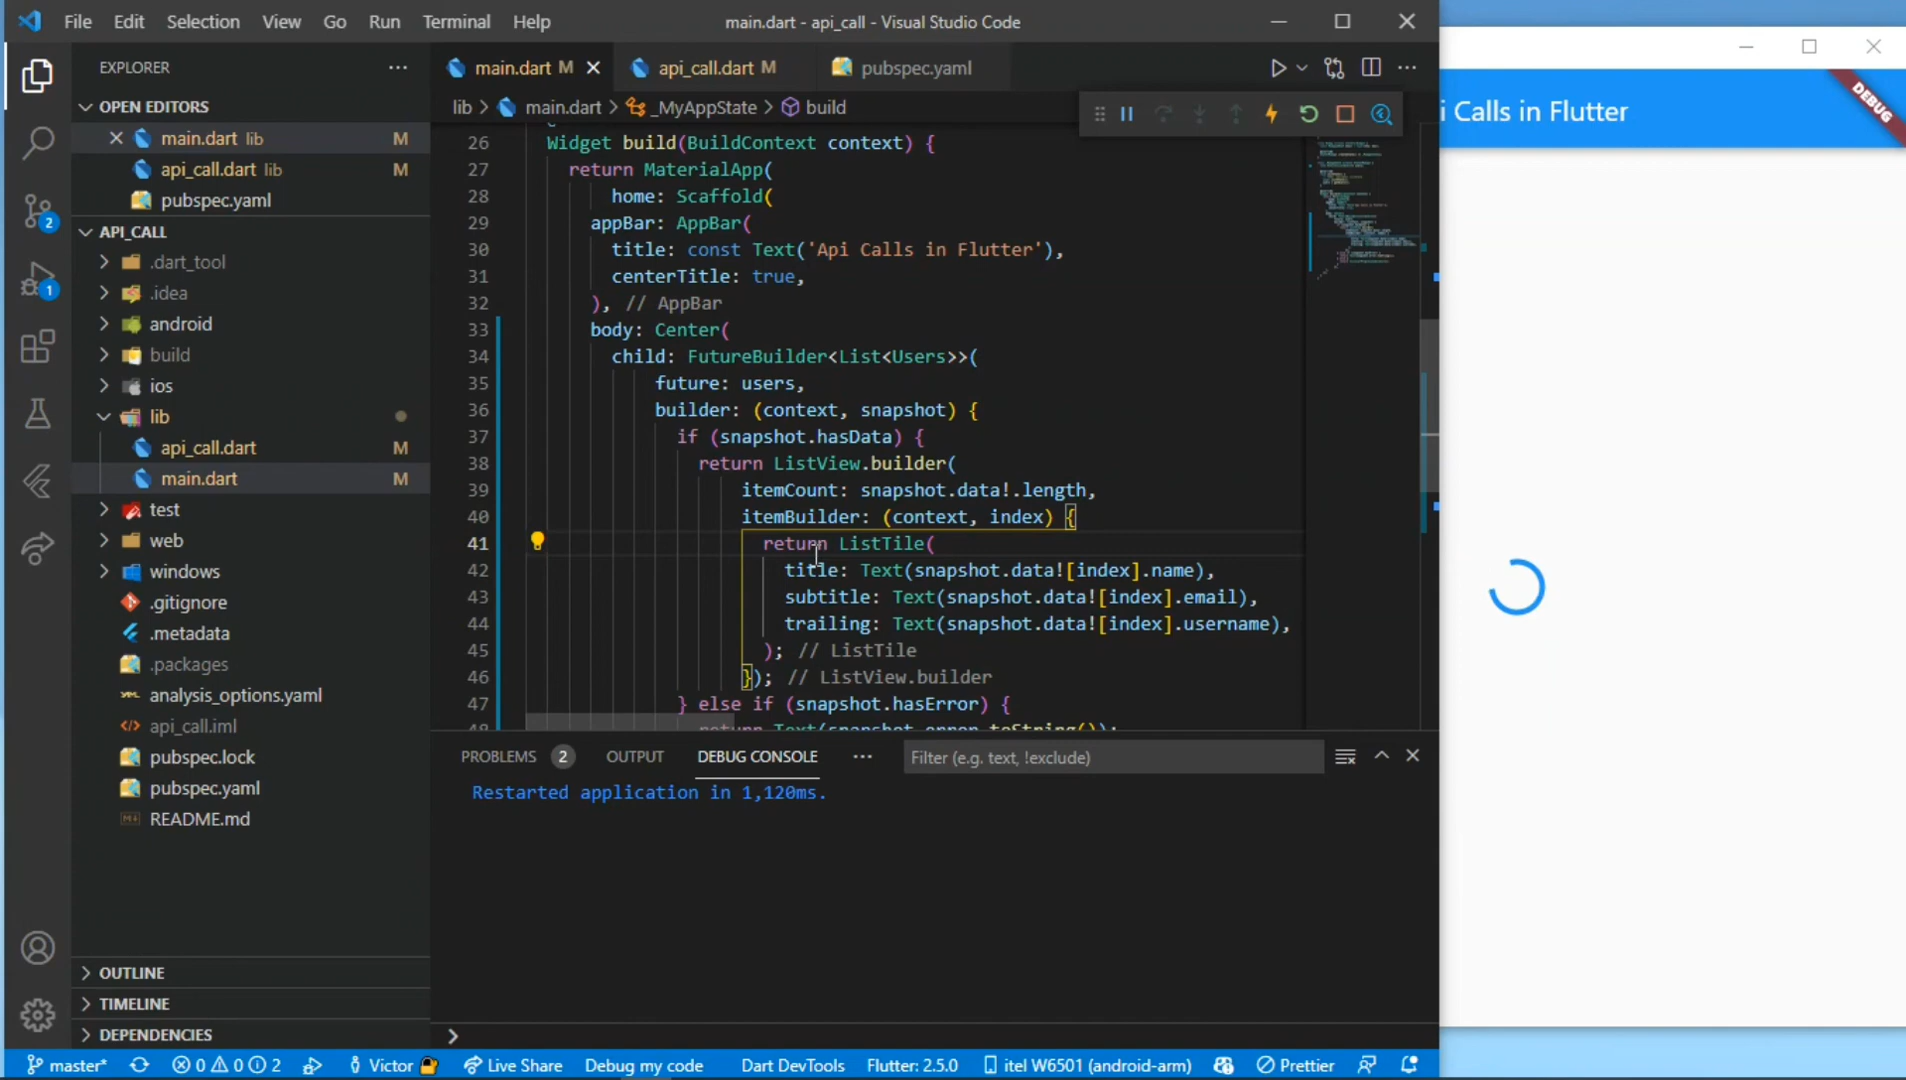 File Edit Selection View Go Run Terminal Help
main.dart - api_call - Visual Studio Code
EXPLORER
OPEN EDITORS
main.dart lib M
api_call.dart lib M
pubspec.yaml
API_CALL
.dart_tool
.idea
android
build
ios
lib
api_call.dart M
main.dart M
test
web
windows
.gitignore
.metadata
.packages
analysis_options.yaml
api_call.iml
pubspec.lock
pubspec.yaml
README.md
OUTLINE
TIMELINE
DEPENDENCIES
2
1
main.dart M
api_call.dart M
pubspec.yaml
lib > main.dart > _MyAppState > build
26 Widget build(BuildContext context) {
27 return MaterialApp(
28 home: Scaffold(
29 appBar: AppBar(
30 title: const Text('Api Calls in Flutter'),
31 centerTitle: true,
32 ), // AppBar
33 body: Center(
34 child: FutureBuilder<List<Users>>(
35 future: users,
36 builder: (context, snapshot) {
37 if (snapshot.hasData) {
38 return ListView.builder(
39 itemCount: snapshot.data!.length,
40 itemBuilder: (context, index) {
41 return ListTile(
42 title: Text(snapshot.data![index].name),
43 subtitle: Text(snapshot.data![index].email),
44 trailing: Text(snapshot.data![index].username),
45 ); // ListTile
46 }); // ListView.builder
47 } else if (snapshot.hasError) {
48 return Text(snapshot.error.toString());
PROBLEMS 2 OUTPUT DEBUG CONSOLE ...
Filter (e.g. text, !exclude)
Restarted application in 1,120ms.
i Calls in Flutter
DEBUG
master* 0 0 2 Victor Live Share Debug my code Dart DevTools Flutter: 2.5.0 itel W6501 (android-arm) Prettier